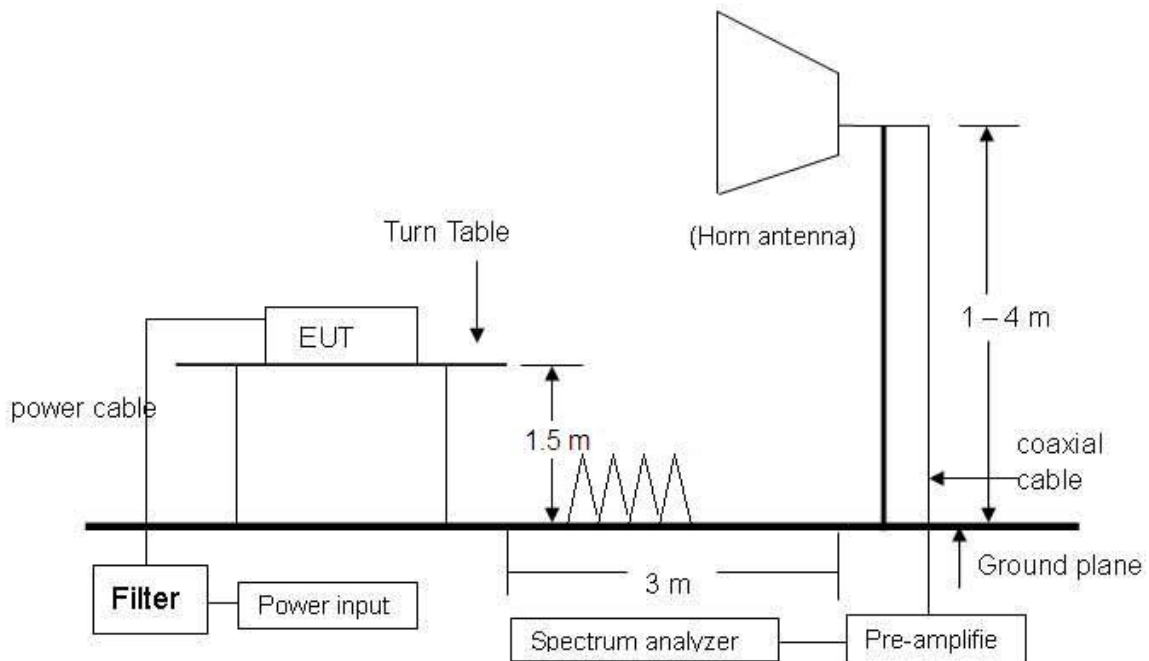 Turn Table
(Horn antenna)
EUT
1 – 4 m
power cable
1.5 m
coaxial
cable
Ground plane
3 m
Filter
Power input
Spectrum analyzer
Pre-amplifie